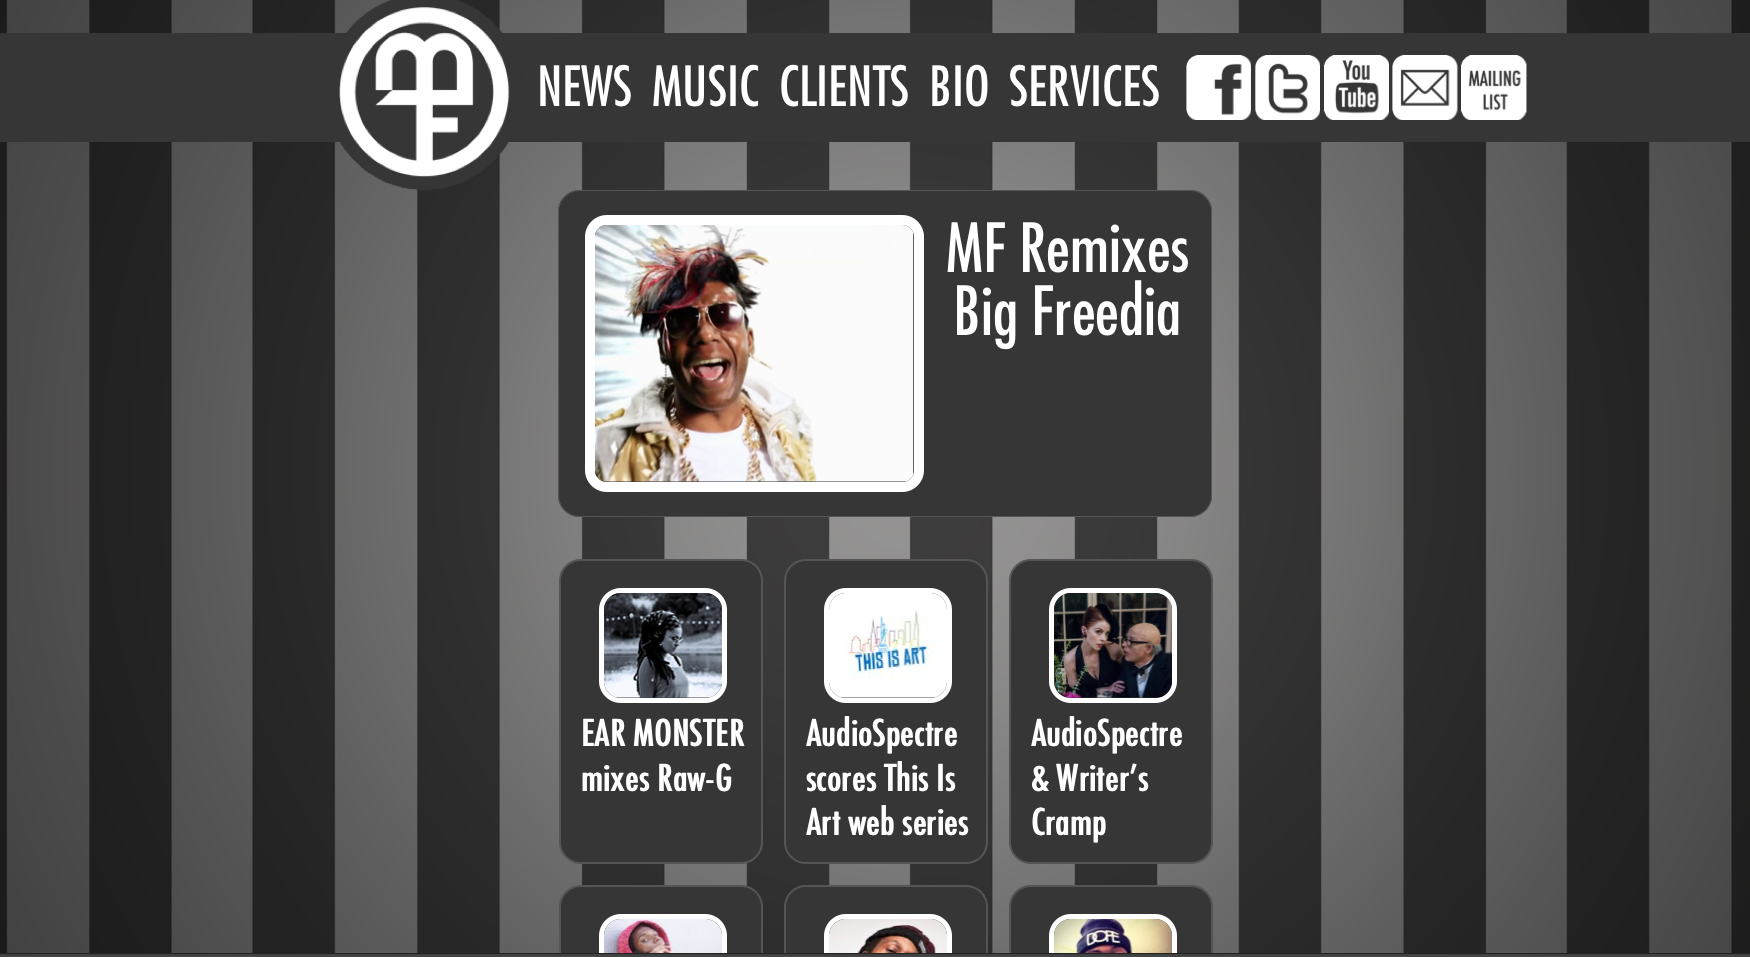 MF
NEWS MUSIC CLIENTS BIO SERVICES
f
t
You
Tube
MAILING
LIST
MF Remixes
Big Freedia
THIS IS ART
EAR MONSTER
mixes Raw-G
AudioSpectre
scores This Is
Art web series
AudioSpectre
& Writer’s
Cramp
DOPE